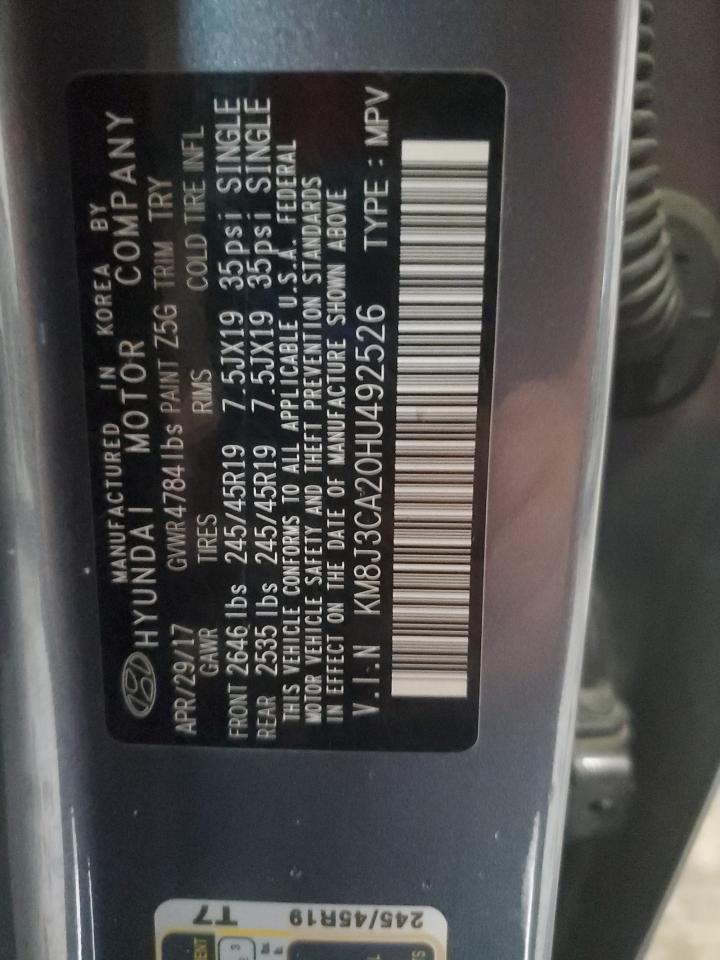 MANUFACTURED IN KOREA BY
HYUNDAI MOTOR COMPANY
APR/29/17 GVWR 4784 lbs PAINT Z5G TRIM TRY
GAWR TIRES RIMS COLD TIRE INFL
FRONT 2646 lbs 245/45R19 7.5JX19 35psi SINGLE
REAR 2535 lbs 245/45R19 7.5JX19 35psi SINGLE
THIS VEHICLE CONFORMS TO ALL APPLICABLE U.S.A. FEDERAL
MOTOR VEHICLE SAFETY AND THEFT PREVENTION STANDARDS
IN EFFECT ON THE DATE OF MANUFACTURE SHOWN ABOVE
V.I.N KM8J3CA20HU492526 TYPE : MPV
245/45R19
T7